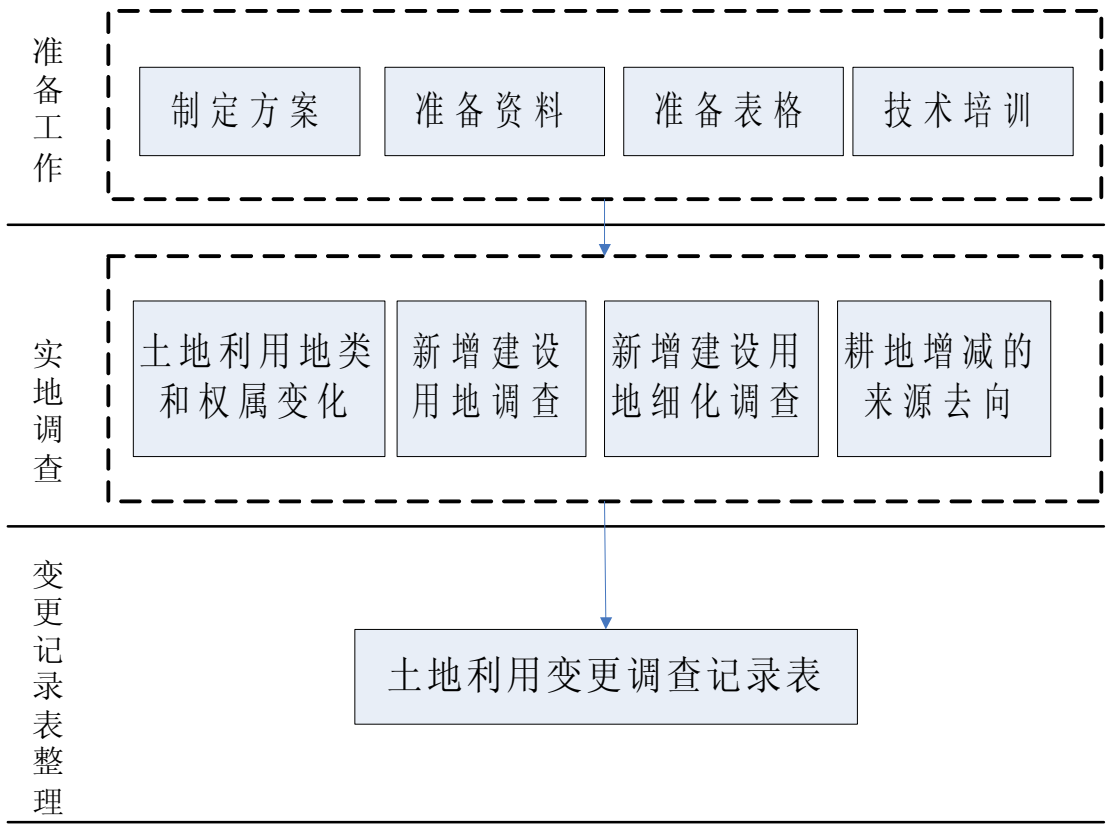 准备工作
制定方案
准备资料
准备表格
技术培训
实地调查
土地利用地类
和权属变化
新增建设
用地调查
新增建设用
地细化调查
耕地增减的
来源去向
变更记录表整理
土地利用变更调查记录表